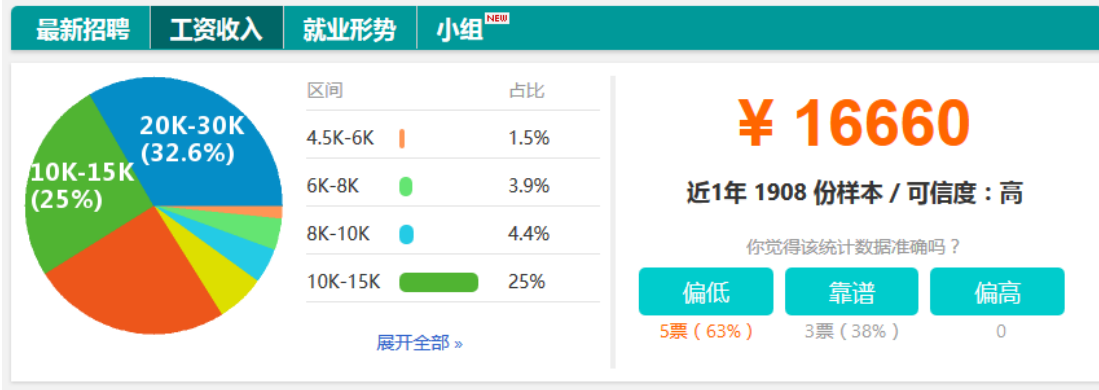 最新招聘 工资收入 就业形势 小组 NEW
20K-30K
(32.6%)
10K-15K
(25%)
区间 占比
4.5K-6K 1.5%
6K-8K 3.9%
8K-10K 4.4%
10K-15K 25%
展开全部 »
¥ 16660
近1年 1908 份样本 / 可信度：高
你觉得该统计数据准确吗？
偏低 靠谱 偏高
5票（63%） 3票（38%） 0